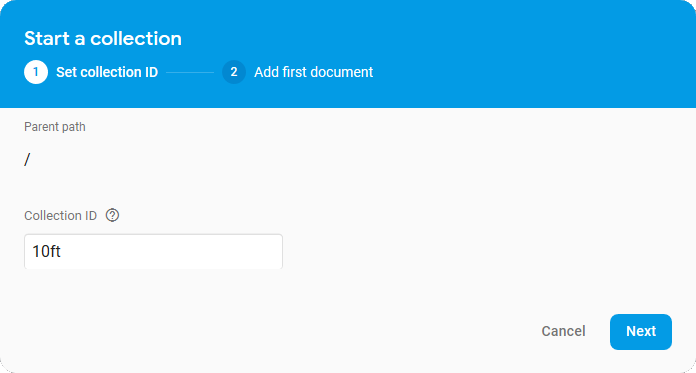 Start a collection
1 Set collection ID 2 Add first document
Parent path
/
Collection ID ?
10ft
Cancel Next